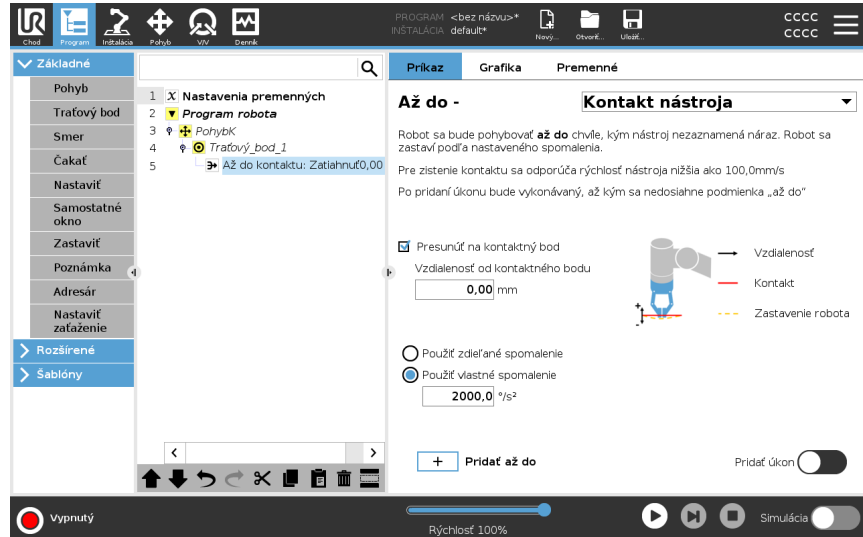 UR
Chod
Program
Inštalácia
Pohyb
V/V
Denník
PROGRAM <bez názvu>*
INŠTALÁCIA default*
Nový...
Otvoriť...
Uložiť...
cccc
cccc
Základné
Pohyb
Traťový bod
Smer
Čakať
Nastaviť
Samostatné
okno
Zastaviť
Poznámka
Adresár
Nastaviť
zaťaženie
Rozšírené
Šablóny
1 X Nastavenia premenných
2 Program robota
3 PohybK
4 Traťový_bod_1
5 Až do kontaktu: Zatiahnuť0,00
Príkaz
Grafika
Premenné
Až do -
Kontakt nástroja
Robot sa bude pohybovať až do chvíle, kým nástroj nezaznamená náraz. Robot sa
zastaví podľa nastaveného spomalenia.
Pre zistenie kontaktu sa odporúča rýchlosť nástroja nižšia ako 100,0mm/s
Po pridaní úkonu bude vykonávaný, až kým sa nedosiahne podmienka „až do“
Presunúť na kontaktný bod
Vzdialenosť od kontaktného bodu
0,00 mm
+
-
Vzdialenosť
Kontakt
Zastavenie robota
Použiť zdieľané spomalenie
Použiť vlastné spomalenie
2000,0 °/s²
+ Pridať až do
Pridať úkon
Vypnutý
Rýchlosť 100%
Simulácia